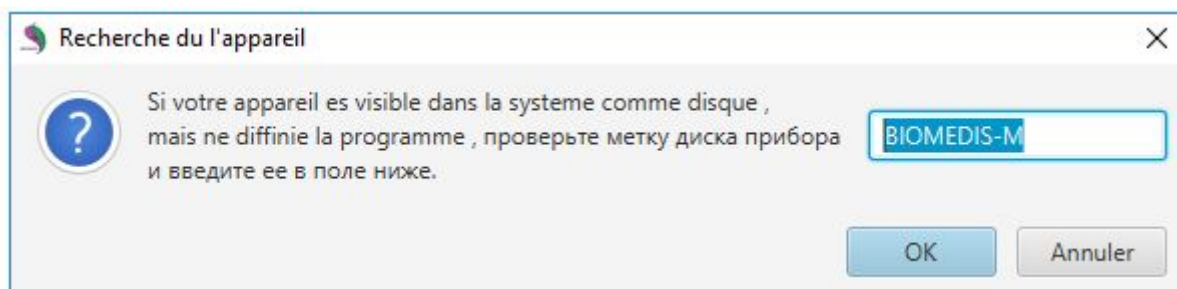 Recherche du l'appareil
Si votre appareil es visible dans la systeme comme disque ,
mais ne diffinie la programme , проверьте метку диска прибора
и введите ее в поле ниже.
BIOMEDIS-M
OK
Annuler